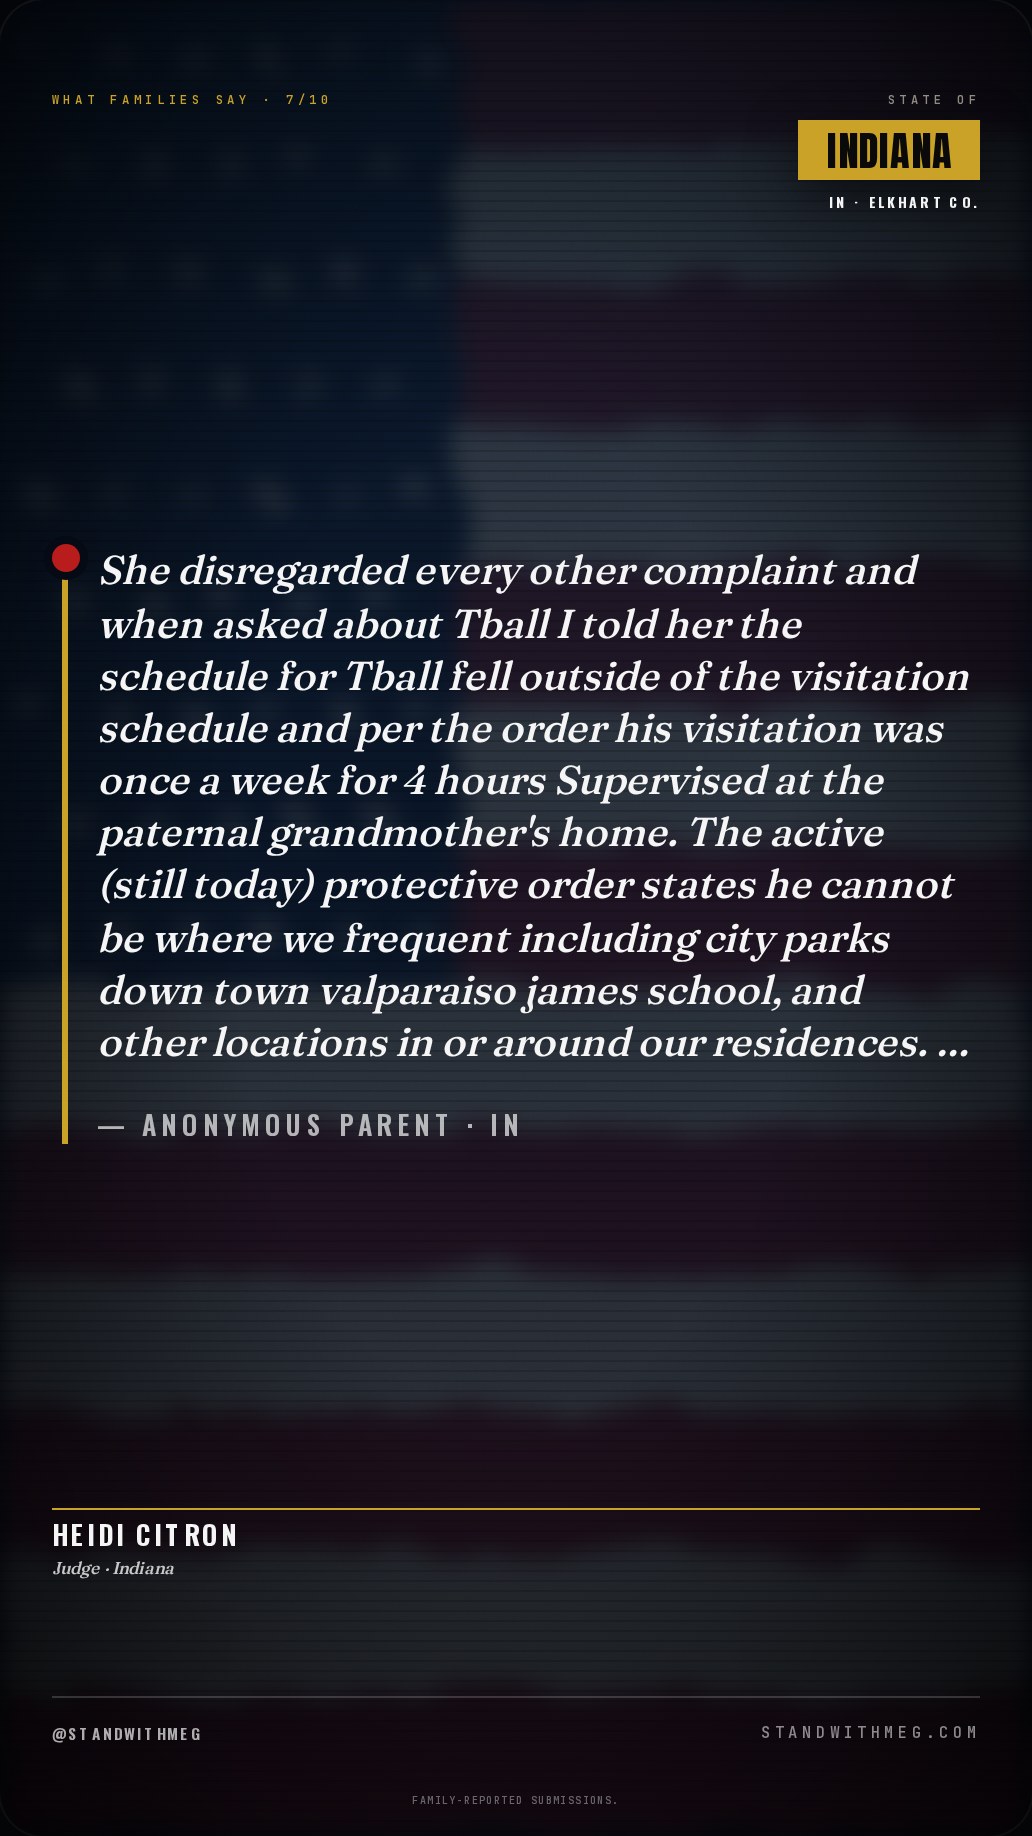 WHAT FAMILIES SAY · 7/10
STATE OF
INDIANA
IN · ELKHART CO.
She disregarded every other complaint and
when asked about Tball I told her the
schedule for Tball fell outside of the visitation
schedule and per the order his visitation was
once a week for 4 hours Supervised at the
paternal grandmother's home. The active
(still today) protective order states he cannot
be where we frequent including city parks
down town valparaiso james school, and
other locations in or around our residences. ...
— ANONYMOUS PARENT · IN
HEIDI CITRON
Judge · Indiana
@STANDWITHMEG
STANDWITHMEG.COM
FAMILY-REPORTED SUBMISSIONS.